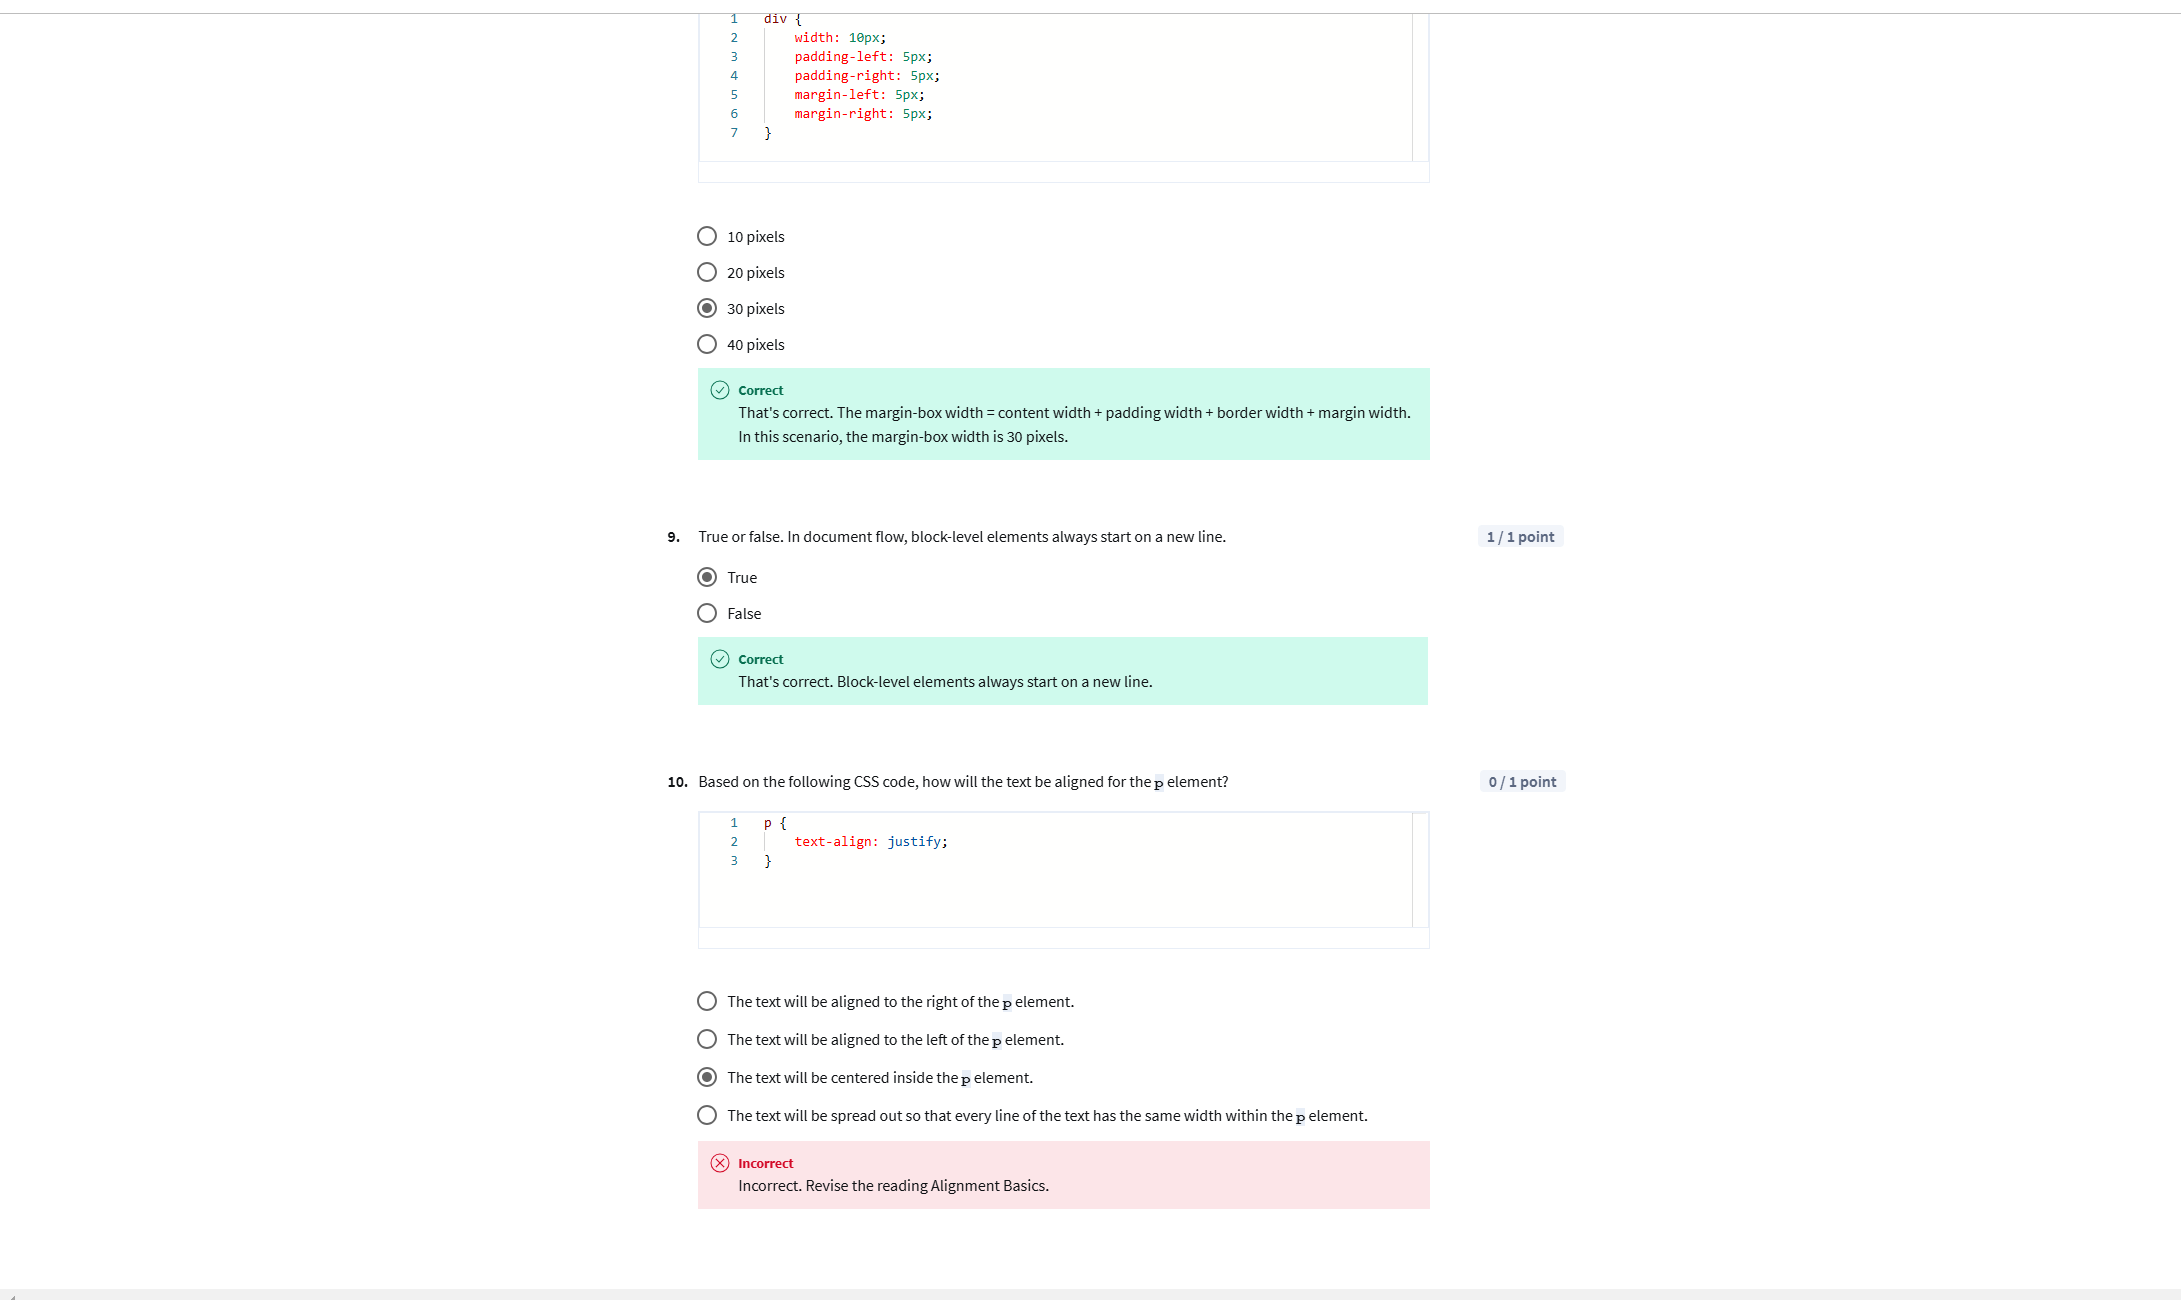 1 div {
2 width: 10px;
3 padding-left: 5px;
4 padding-right: 5px;
5 margin-left: 5px;
6 margin-right: 5px;
7 }
10 pixels
20 pixels
30 pixels
40 pixels
Correct
That's correct. The margin-box width = content width + padding width + border width + margin width.
In this scenario, the margin-box width is 30 pixels.
9. True or false. In document flow, block-level elements always start on a new line. 1 / 1 point
True
False
Correct
That's correct. Block-level elements always start on a new line.
10. Based on the following CSS code, how will the text be aligned for the p element? 0 / 1 point
1 p {
2 text-align: justify;
3 }
The text will be aligned to the right of the p element.
The text will be aligned to the left of the p element.
The text will be centered inside the p element.
The text will be spread out so that every line of the text has the same width within the p element.
Incorrect
Incorrect. Revise the reading Alignment Basics.